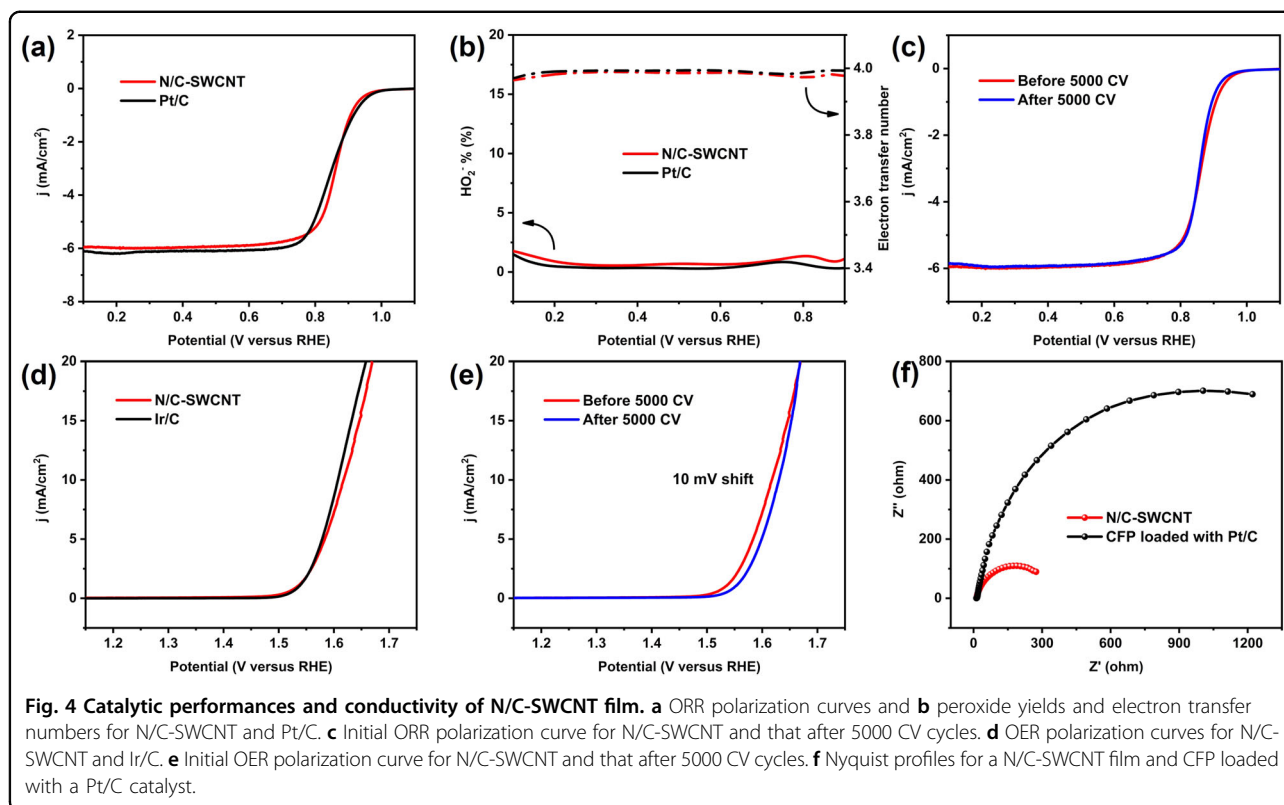 (a)
2
0
-2
-4
-6
-8
j (mA/cm²)
N/C-SWCNT
Pt/C
0.2 0.4 0.6 0.8 1.0
Potential (V versus RHE)
(b)
20
15
10
5
0
HO₂⁻ % (%)
N/C-SWCNT
Pt/C
4.0
3.8
3.6
3.4
Electron transfer number
0.2 0.4 0.6 0.8
Potential (V versus RHE)
(c)
0
-2
-4
-6
j (mA/cm²)
Before 5000 CV
After 5000 CV
0.2 0.4 0.6 0.8 1.0
Potential (V versus RHE)
(d)
20
15
10
5
0
j (mA/cm²)
N/C-SWCNT
Ir/C
1.2 1.3 1.4 1.5 1.6 1.7
Potential (V versus RHE)
(e)
20
15
10
5
0
j (mA/cm²)
Before 5000 CV
After 5000 CV
10 mV shift
1.2 1.3 1.4 1.5 1.6 1.7
Potential (V versus RHE)
(f)
800
600
400
200
0
Z'' (ohm)
N/C-SWCNT
CFP loaded with Pt/C
0 300 600 900 1200
Z' (ohm)
Fig. 4 Catalytic performances and conductivity of N/C-SWCNT film. a ORR polarization curves and b peroxide yields and electron transfer
numbers for N/C-SWCNT and Pt/C. c Initial ORR polarization curve for N/C-SWCNT and that after 5000 CV cycles. d OER polarization curves for N/C-
SWCNT and Ir/C. e Initial OER polarization curve for N/C-SWCNT and that after 5000 CV cycles. f Nyquist profiles for a N/C-SWCNT film and CFP loaded
with a Pt/C catalyst.